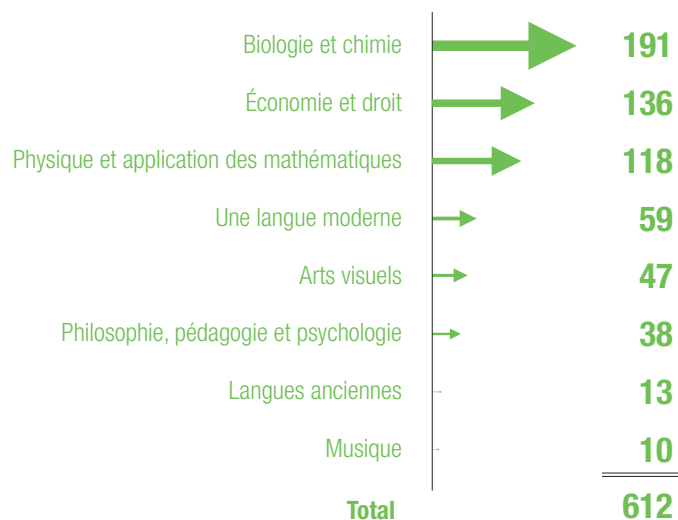 Biologie et chimie 191
Économie et droit 136
Physique et application des mathématiques 118
Une langue moderne 59
Arts visuels 47
Philosophie, pédagogie et psychologie 38
Langues anciennes 13
Musique 10
Total 612